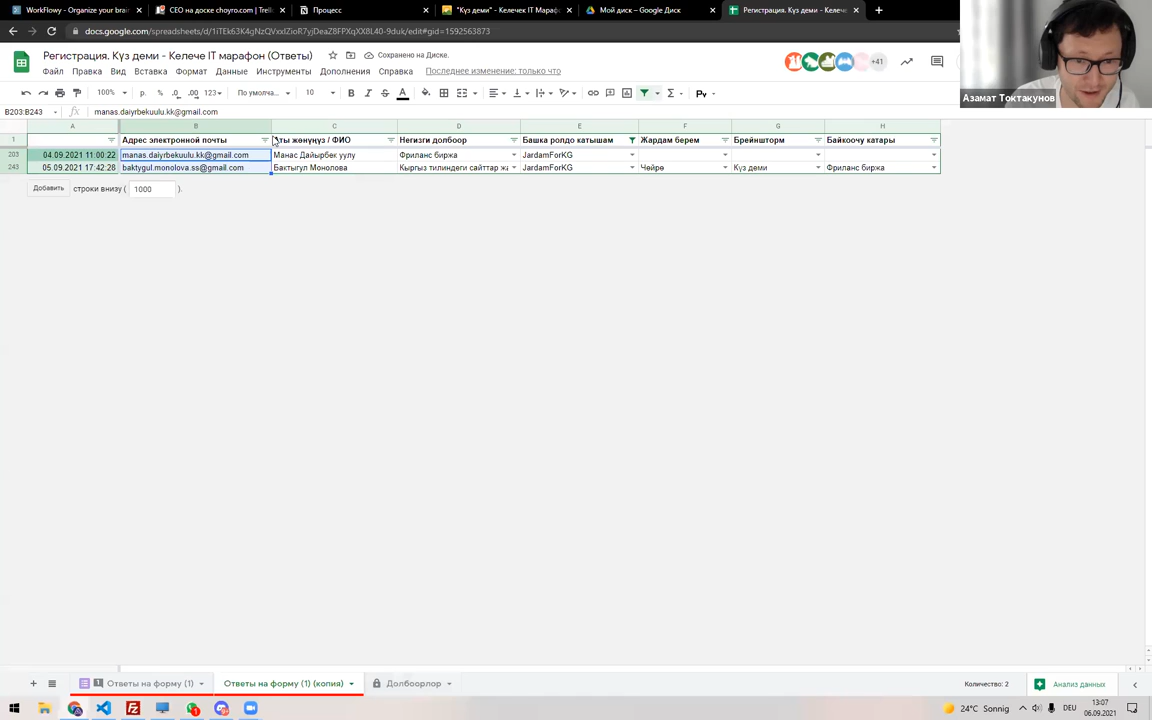 WorkFlowy - Organize your brai
CEO на доске choyro.com | Trell
Процесс
"Күз деми" - Келечек IT Марафо
Мой диск – Google Диск
Регистрация. Күз деми - Келече
docs.google.com/spreadsheets/d/1iTEk63K4gNzQVxxIZioR7yjDeaZ8FPXqXX8L40-9duk/edit#gid=1592563873
Регистрация. Күз деми - Келече IT марафон (Ответы)
Сохранено на Диске.
Файл Правка Вид Вставка Формат Данные Инструменты Дополнения Справка Последнее изменение: только что
+41
100% р. % .0 .00 123 По умолча... 10 B I S A
B203:B243 fx manas.daiyrbekuulu.kk@gmail.com
A B C D E F G H
1 Адрес электронной почты Аты жөнүңүз / ФИО Негизги долбоор Башка ролдо катышам Жардам берем Брейншторм Байкоочу катары
203 04.09.2021 11:00:22 manas.daiyrbekuulu.kk@gmail.com Манас Дайырбек уулу Фриланс биржа JardamForKG
243 05.09.2021 17:42:28 baktygul.monolova.ss@gmail.com Бактыгул Монолова Кыргыз тилиндеги сайттар жа JardamForKG Чөйрө Күз деми Фриланс биржа
Добавить строки внизу ( 1000 ).
Азамат Токтакунов
1 Ответы на форму (1) Ответы на форму (1) (копия) Долбоорлор
Количество: 2
Анализ данных
24°C Sonnig
DEU
13:07
06.09.2021